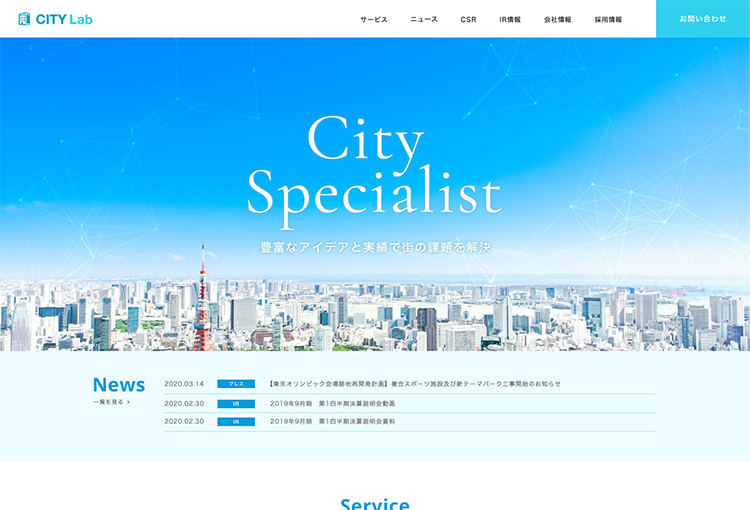 CITY Lab
サービス ニュース CSR IR情報 会社情報 採用情報 お問い合わせ
City
Specialist
豊富なアイデアと実績で街の課題を解決
News
一覧を見る >
2020.03.14 プレス 【東京オリンピック会場跡地再開発計画】複合スポーツ施設及び新テーマパーク工事開始のお知らせ
2020.02.30 IR 2019年9月期 第1四半期決算説明会動画
2020.02.30 IR 2019年9月期 第1四半期決算説明会資料
Service